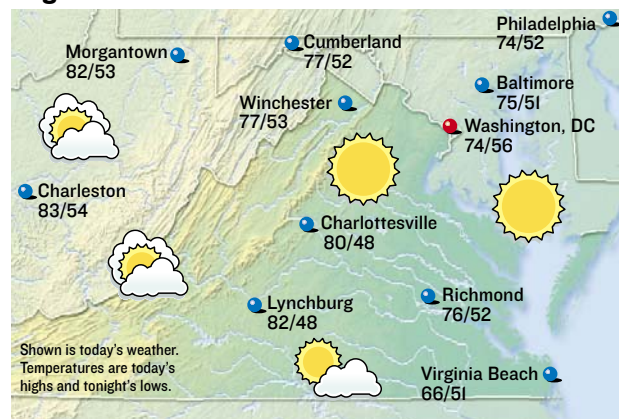 Philadelphia
74/52
Morgantown
82/53
Cumberland
77/52
Baltimore
75/51
Winchester
77/53
Washington, DC
74/56
Charleston
83/54
Charlottesville
80/48
Lynchburg
82/48
Richmond
76/52
Shown is today's weather.
Temperatures are today's
highs and tonight's lows.
Virginia Beach
66/51